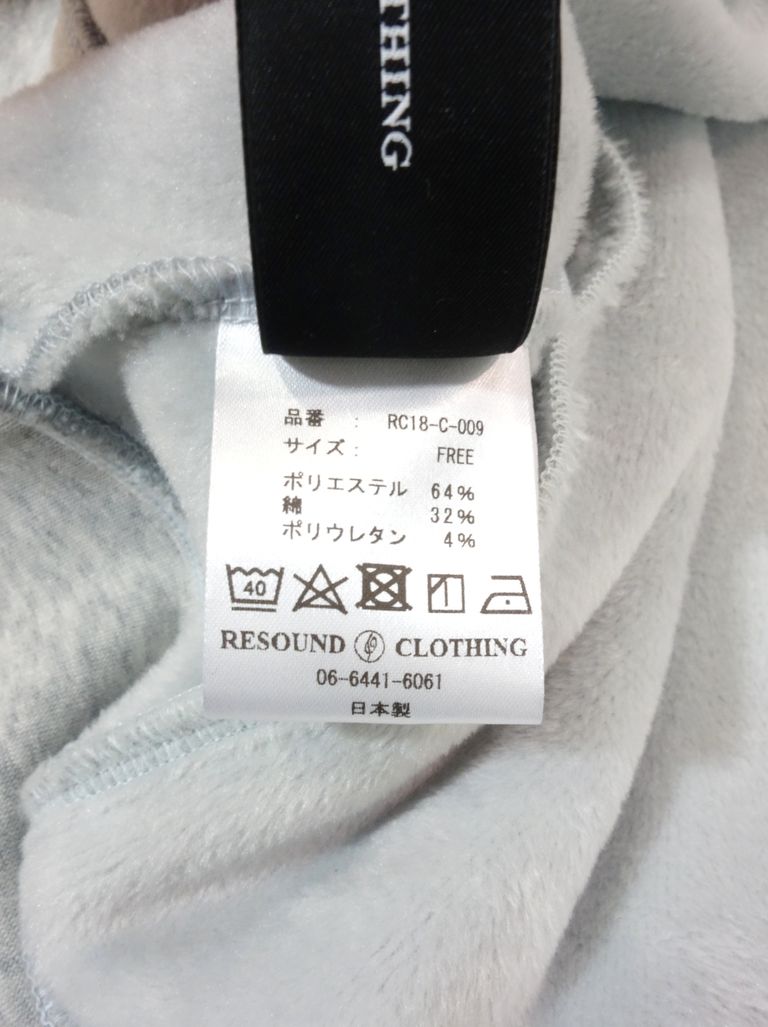 THING
品番 : RC18-C-009
サイズ : FREE
ポリエステル 64%
綿 32%
ポリウレタン 4%
40
RESOUND CLOTHING
06-6441-6061
日本製